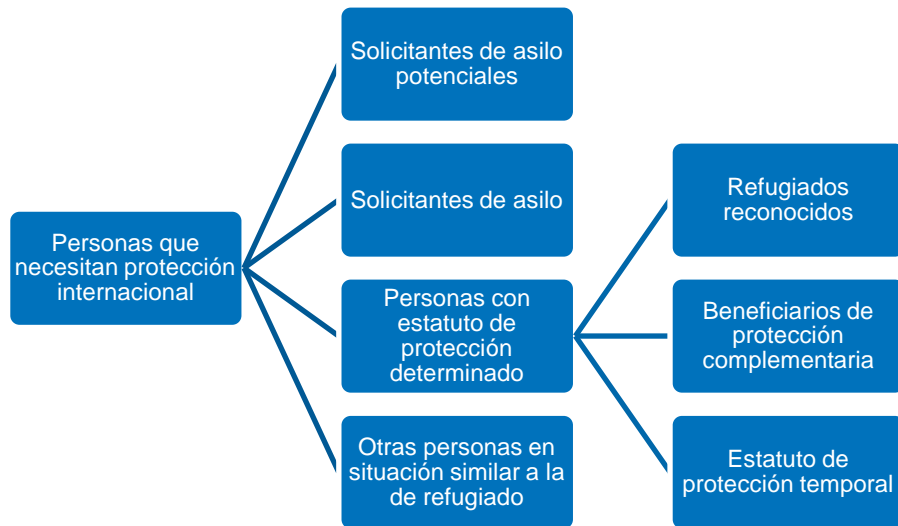 Solicitantes de asilo
potenciales
Solicitantes de asilo
Personas que
necesitan protección
internacional
Personas con
estatuto de
protección
determinado
Otras personas en
situación similar a la
de refugiado
Refugiados
reconocidos
Beneficiarios de
protección
complementaria
Estatuto de
protección temporal